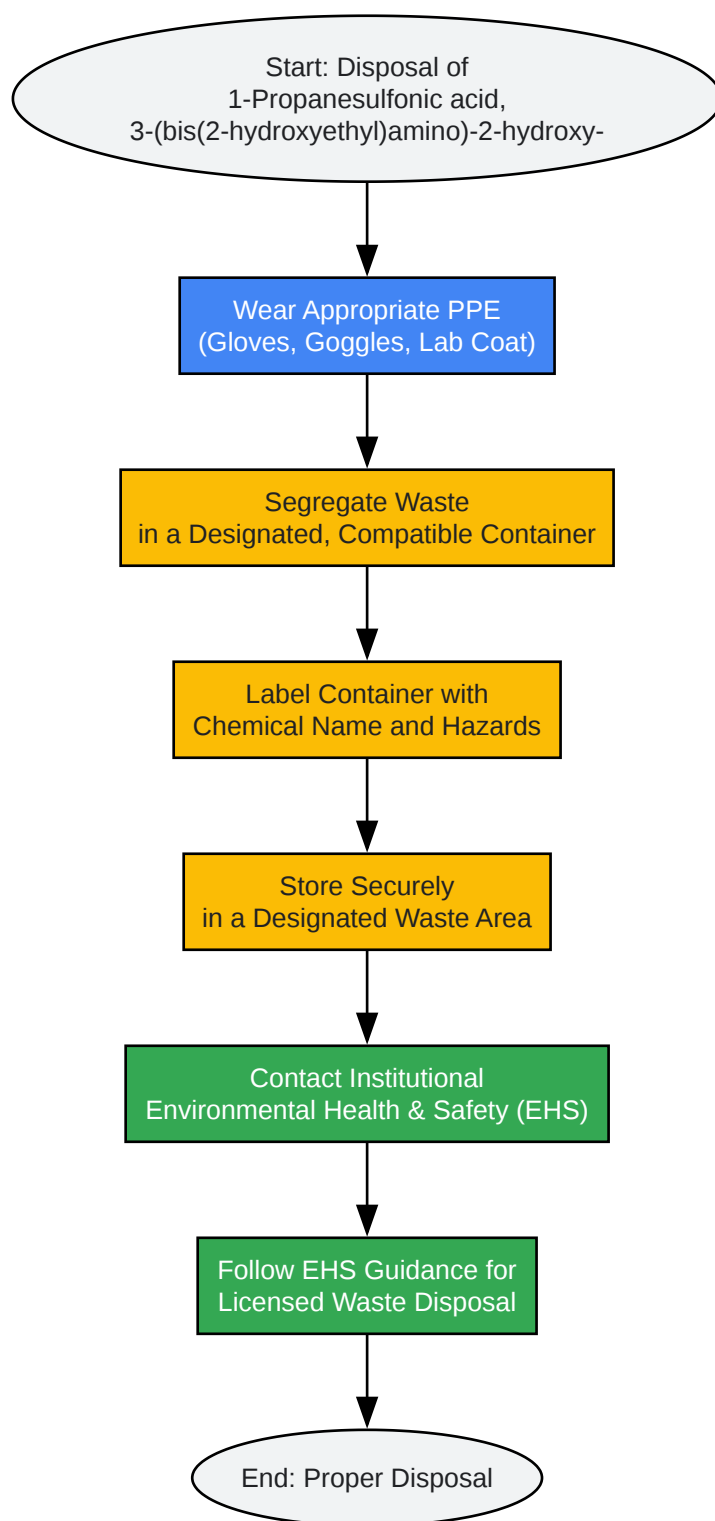 Start: Disposal of
1-Propanesulfonic acid,
3-(bis(2-hydroxyethyl)amino)-2-hydroxy-
Wear Appropriate PPE
(Gloves, Goggles, Lab Coat)
Segregate Waste
in a Designated, Compatible Container
Label Container with
Chemical Name and Hazards
Store Securely
in a Designated Waste Area
Contact Institutional
Environmental Health & Safety (EHS)
Follow EHS Guidance for
Licensed Waste Disposal
End: Proper Disposal